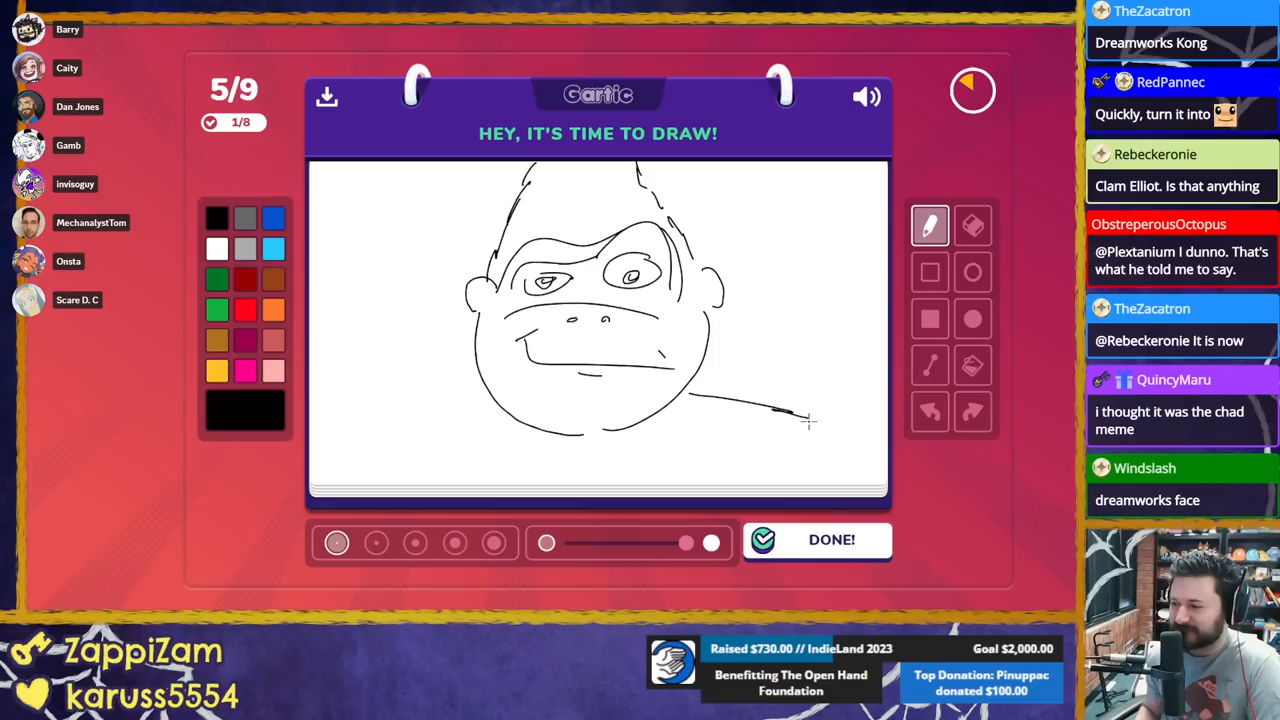 Barry
Caity
Dan Jones
Gamb
invisoguy
MechanalystTom
Onsta
Scare D. C
5/9
1/8
Gartic
HEY, IT'S TIME TO DRAW!
DONE!
TheZacatron
Dreamworks Kong
RedPannec
Quickly, turn it into
Rebeckeronie
Clam Elliot. Is that anything
ObstreperousOctopus
@Plextanium I dunno. That's
what he told me to say.
TheZacatron
@Rebeckeronie It is now
QuincyMaru
i thought it was the chad
meme
Windslash
dreamworks face
ZappiZam
karuss5554
Raised $730.00 // IndieLand 2023
Goal $2,000.00
Benefitting The Open Hand
Foundation
Top Donation: Pinuppac
donated $100.00